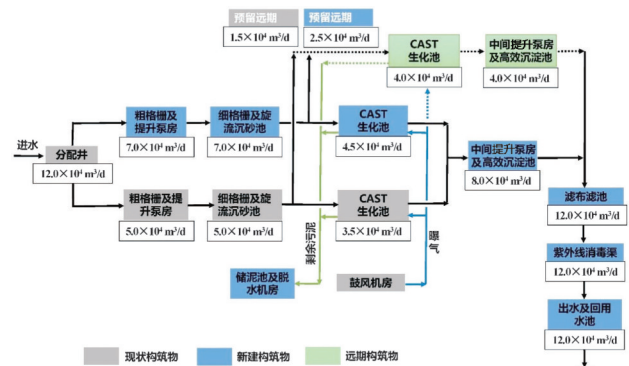 预留远期
1.5×10⁴ m³/d
预留远期
2.5×10⁴ m³/d
CAST
生化池
4.0×10⁴ m³/d
中间提升泵房
及高效沉淀池
4.0×10⁴ m³/d
进水
分配井
12.0×10⁴ m³/d
粗格栅及
提升泵房
7.0×10⁴ m³/d
细格栅及旋
流沉砂池
7.0×10⁴ m³/d
CAST
生化池
4.5×10⁴ m³/d
中间提升泵房
及高效沉淀池
8.0×10⁴ m³/d
粗格栅及提
升泵房
5.0×10⁴ m³/d
细格栅及旋
流沉砂池
5.0×10⁴ m³/d
CAST
生化池
3.5×10⁴ m³/d
滤布滤池
12.0×10⁴ m³/d
紫外线消毒渠
12.0×10⁴ m³/d
出水及回用
水池
12.0×10⁴ m³/d
剩余污泥
曝气
储泥池及脱
水机房
鼓风机房
现状构筑物
新建构筑物
远期构筑物